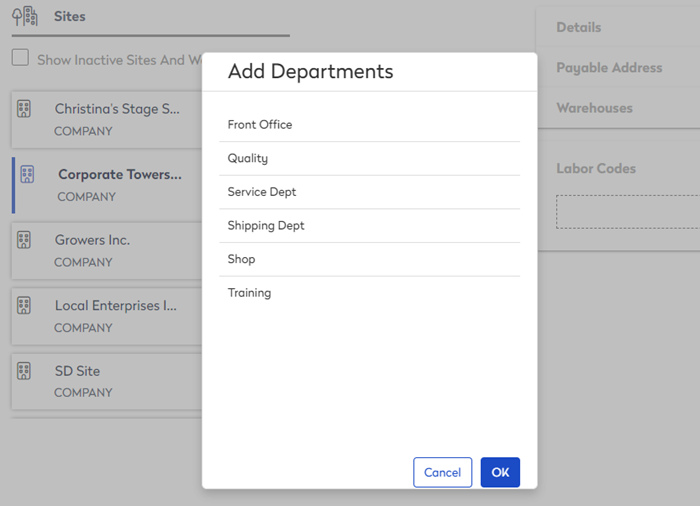 Sites
Show Inactive Sites And
Christina's Stage S...
COMPANY
Corporate Towers...
COMPANY
Growers Inc.
COMPANY
Local Enterprises I...
COMPANY
SD Site
COMPANY
Add Departments
Front Office
Quality
Service Dept
Shipping Dept
Shop
Training
Cancel
OK
Details
Payable Address
Warehouses
Labor Codes